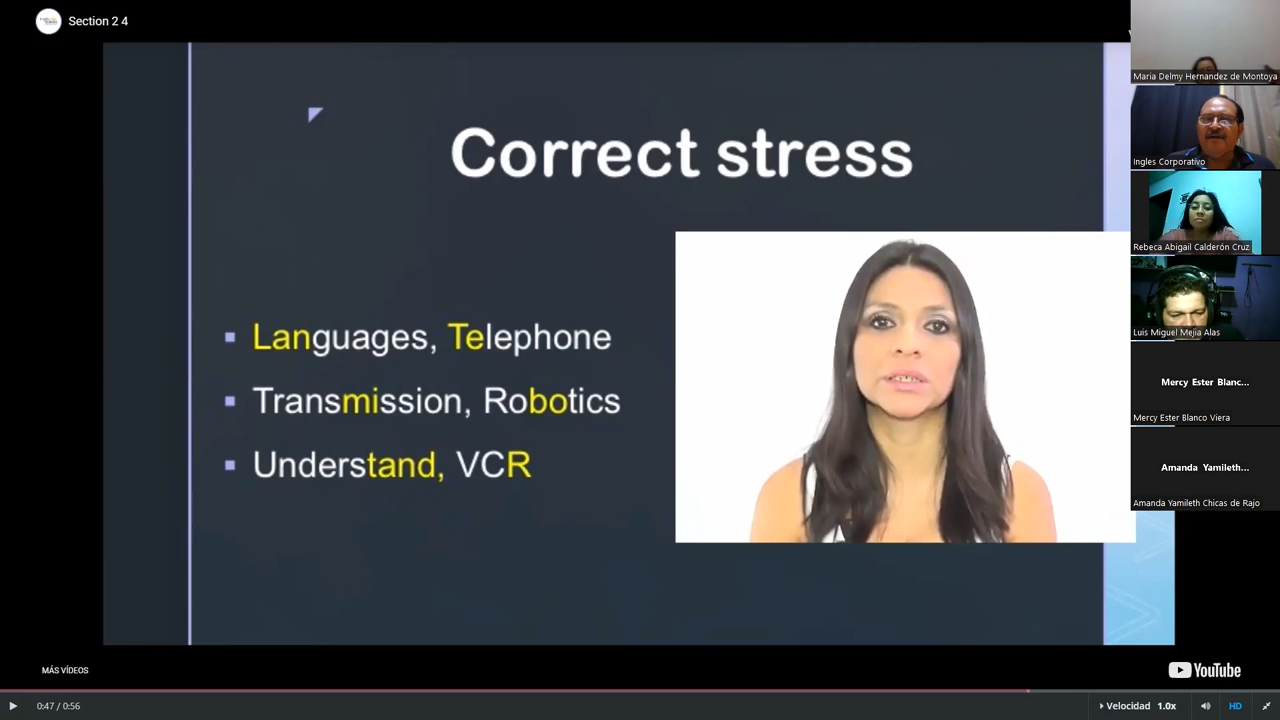 Section 2 4
Correct stress
Languages, Telephone
Transmission, Robotics
Understand, VCR
Maria Delmy Hernandez de Montoya
Ingles Corporativo
Rebeca Abigail Calderón Cruz
Luis Miguel Mejia Alas
Mercy Ester Blanc...
Mercy Ester Blanco Viera
Amanda Yamileth...
Amanda Yamileth Chicas de Rajo
MÁS VÍDEOS
YouTube
0:47 / 0:56
Velocidad 1.0x
HD